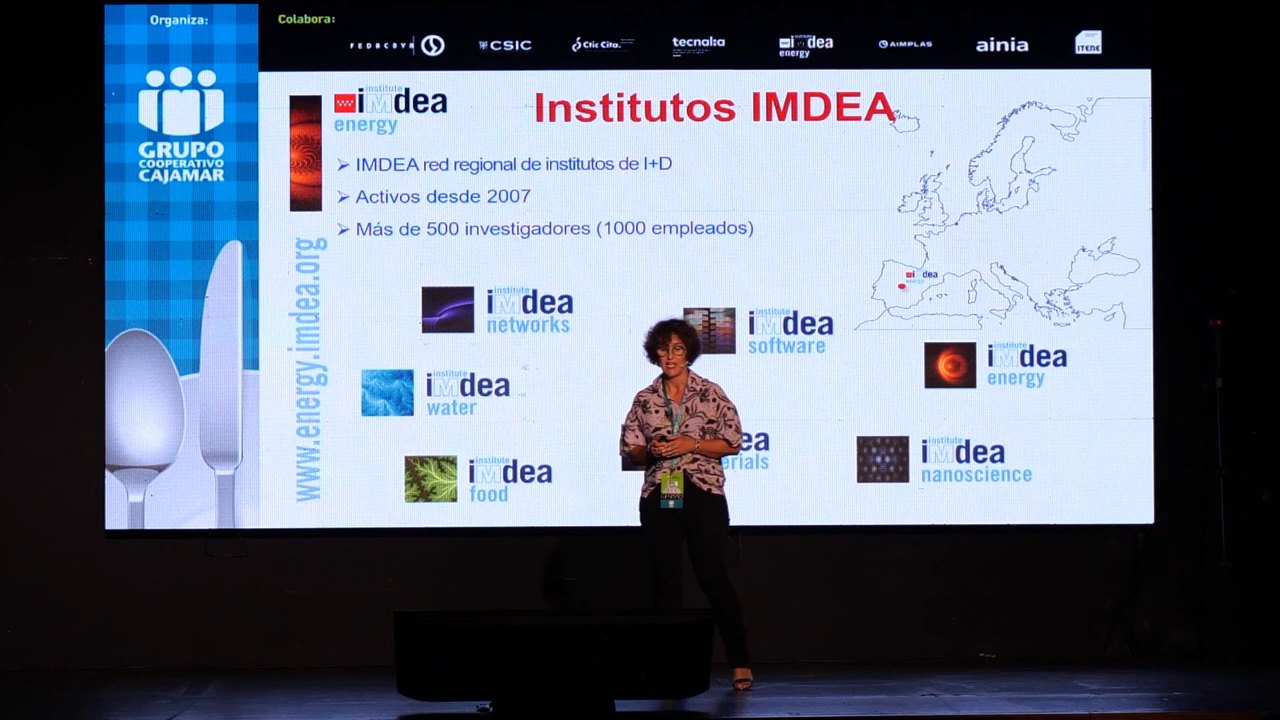 Organiza:
Colabora:
FEDACOVA
CSIC
Ctic Cita
tecnalia
institute
imdea
energy
AIMPLAS
ainia
ITENE
GRUPO
COOPERATIVO
CAJAMAR
institute
imdea
energy
Institutos IMDEA
IMDEA red regional de institutos de I+D
Activos desde 2007
Más de 500 investigadores (1000 empleados)
www.energy.imdea.org
imdea
energy
institute
imdea
networks
institute
imdea
software
institute
imdea
energy
institute
imdea
water
institute
imdea
food
ea
erials
institute
imdea
nanoscience